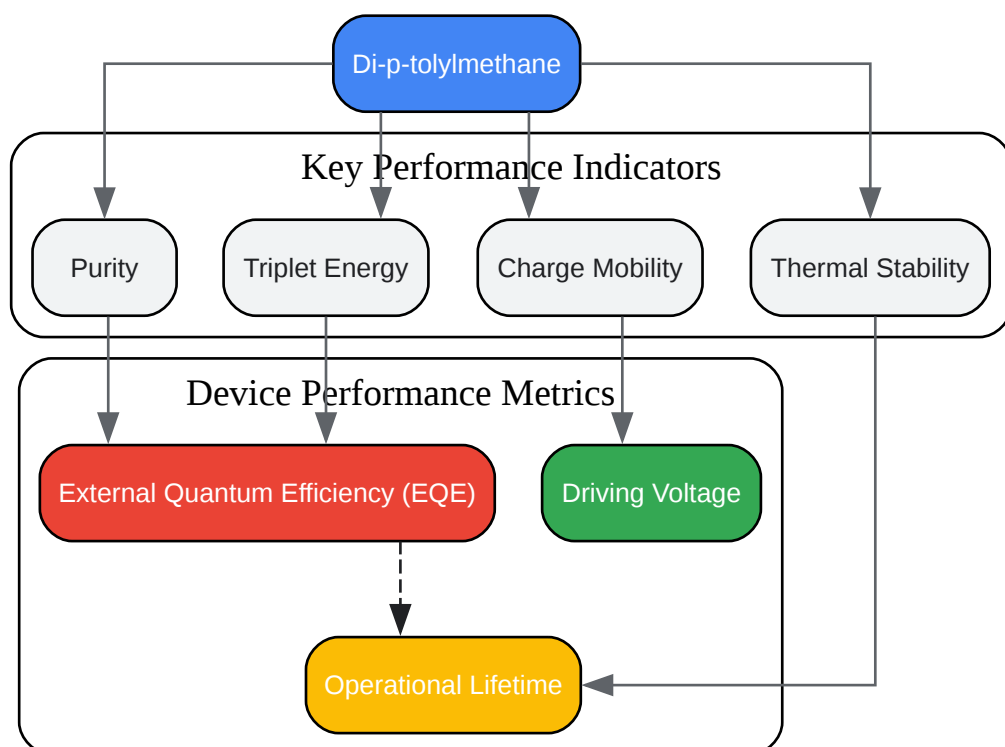 Di-p-tolylmethane
Key Performance Indicators
Purity
Triplet Energy
Charge Mobility
Thermal Stability
Device Performance Metrics
External Quantum Efficiency (EQE)
Driving Voltage
Operational Lifetime